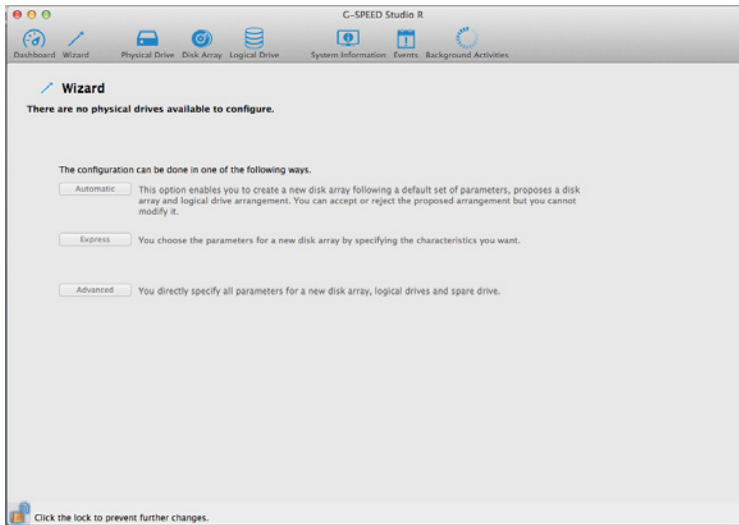 G-SPEED Studio R
Dashboard Wizard Physical Drive Disk Array Logical Drive System Information Events Background Activities
Wizard
There are no physical drives available to configure.
The configuration can be done in one of the following ways.
Automatic This option enables you to create a new disk array following a default set of parameters, proposes a disk
array and logical drive arrangement. You can accept or reject the proposed arrangement but you cannot
modify it.
Express You choose the parameters for a new disk array by specifying the characteristics you want.
Advanced You directly specify all parameters for a new disk array, logical drives and spare drive.
Click the lock to prevent further changes.